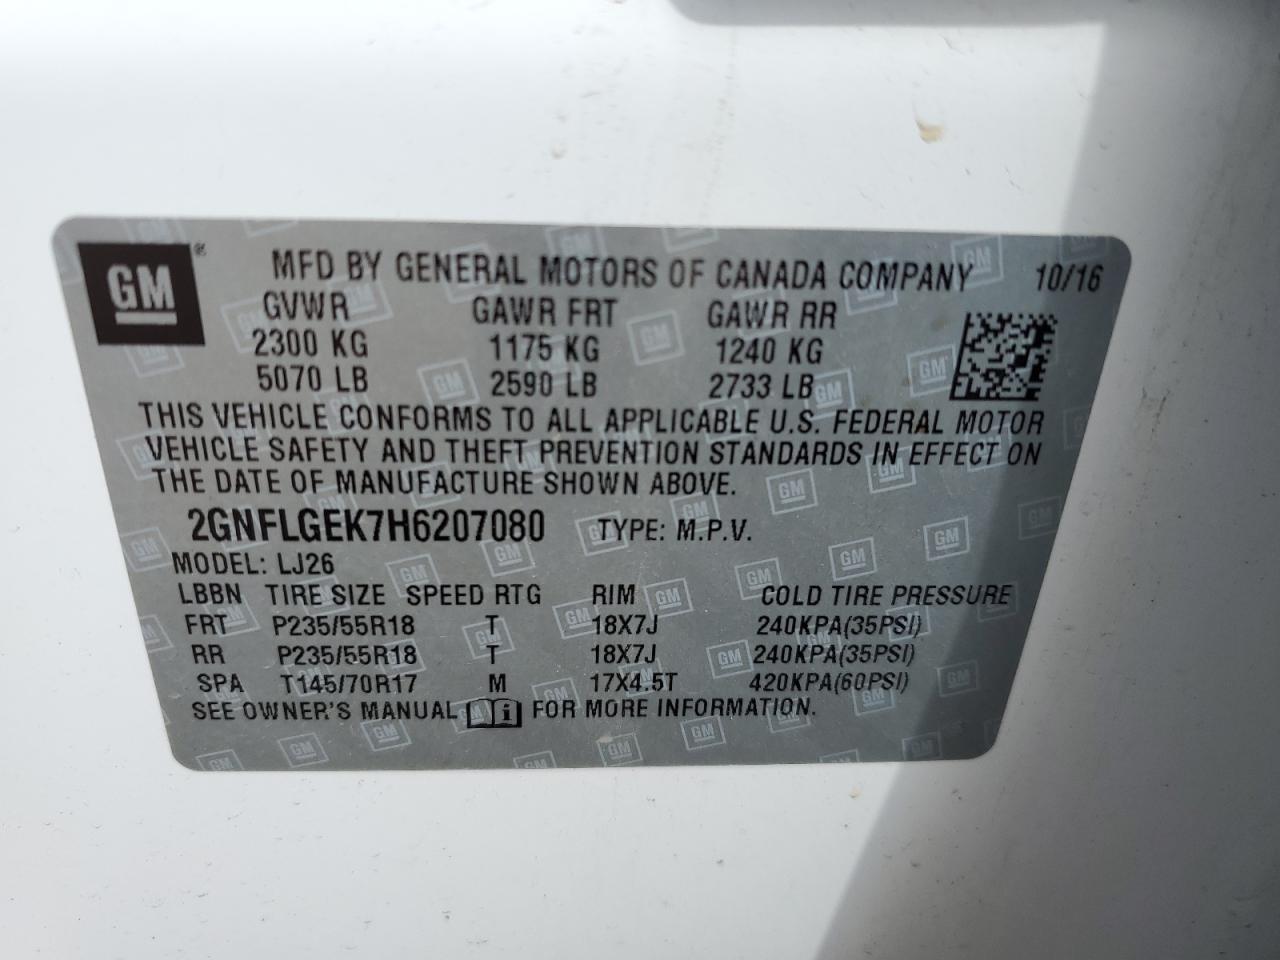 GM ® MFD BY GENERAL MOTORS OF CANADA COMPANY 10/16
GVWR GAWR FRT GAWR RR
2300 KG 1175 KG 1240 KG
5070 LB 2590 LB 2733 LB
THIS VEHICLE CONFORMS TO ALL APPLICABLE U.S. FEDERAL MOTOR
VEHICLE SAFETY AND THEFT PREVENTION STANDARDS IN EFFECT ON
THE DATE OF MANUFACTURE SHOWN ABOVE.
2GNFLGEK7H6207080 TYPE: M.P.V.
MODEL: LJ26
LBBN TIRE SIZE SPEED RTG RIM COLD TIRE PRESSURE
FRT P235/55R18 T 18X7J 240KPA(35PSI)
RR P235/55R18 T 18X7J 240KPA(35PSI)
SPA T145/70R17 M 17X4.5T 420KPA(60PSI)
SEE OWNER'S MANUAL i FOR MORE INFORMATION.